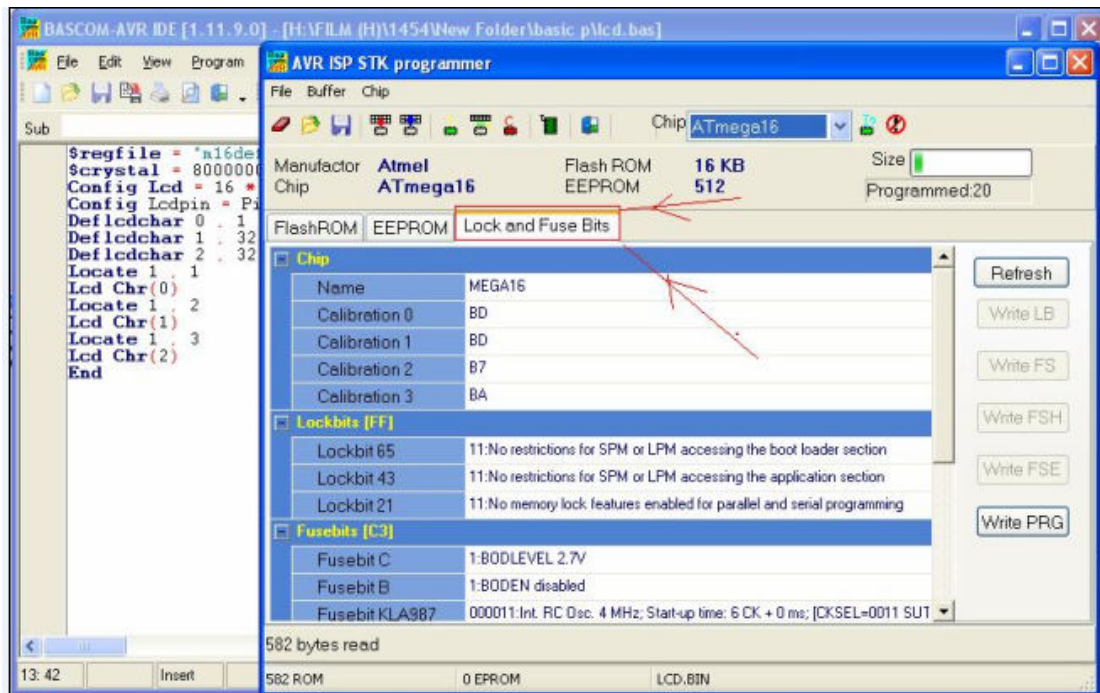 BASCOM-AVR IDE [1.11.9.0] - [H:\FILM (H)\1454\New Folder\basic p\lcd.bas]
File Edit View Program
Sub
$regfile = "m16def
$crystal = 8000000
Config Lcd = 16 *
Config Lcdpin = Pi
Deflcdchar 0 , 1
Deflcdchar 1 , 32
Deflcdchar 2 , 32
Locate 1 , 1
Lcd Chr(0)
Locate 1 , 2
Lcd Chr(1)
Locate 1 , 3
Lcd Chr(2)
End
13: 42 Insert
AVR ISP STK programmer
File Buffer Chip
Chip ATmega16
Manufactor Atmel Flash ROM 16 KB Size
Chip ATmega16 EEPROM 512 Programmed:20
FlashROM EEPROM Lock and Fuse Bits
Chip
Name MEGA16
Calibration 0 BD
Calibration 1 BD
Calibration 2 B7
Calibration 3 BA
Lockbits [FF]
Lockbit 65 11:No restrictions for SPM or LPM accessing the boot loader section
Lockbit 43 11:No restrictions for SPM or LPM accessing the application section
Lockbit 21 11:No memory lock features enabled for parallel and serial programming
Fusebits [C3]
Fusebit C 1:BODLEVEL 2.7V
Fusebit B 1:BODEN disabled
Fusebit KLA987 000011:Int. RC Osc. 4 MHz; Start-up time: 6 CK + 0 ms; [CKSEL=0011 SUT
Refresh
Write LB
Write FS
Write FSH
Write FSE
Write PRG
582 bytes read
582 ROM 0 EPROM LCD.BIN